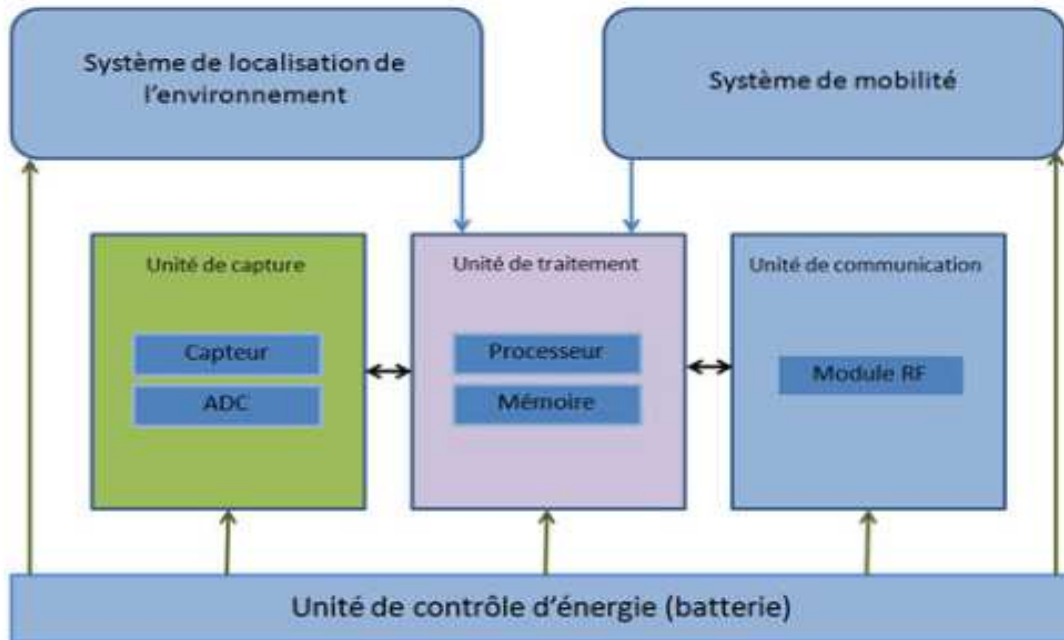 Système de localisation de
l'environnement
Système de mobilité
Unité de capture
Capteur
ADC
Unité de traitement
Processeur
Mémoire
Unité de communication
Module RF
Unité de contrôle d'énergie (batterie)